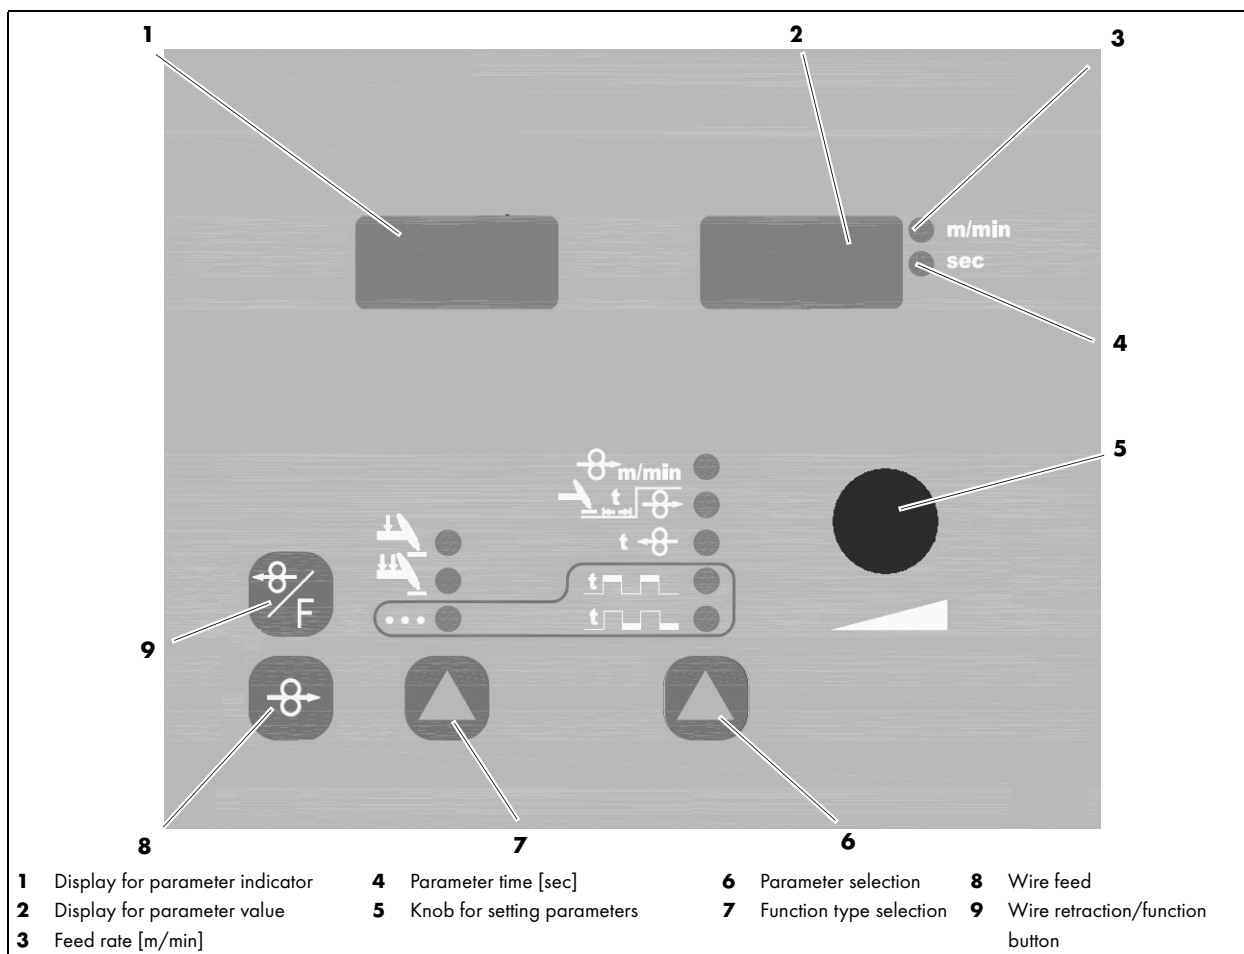 1
2
3
m/min
sec
4
5
m/min
t
t
t
t
F
9
8
7
6
1 Display for parameter indicator
2 Display for parameter value
3 Feed rate [m/min]
4 Parameter time [sec]
5 Knob for setting parameters
6 Parameter selection
7 Function type selection
8 Wire feed
9 Wire retraction/function
button